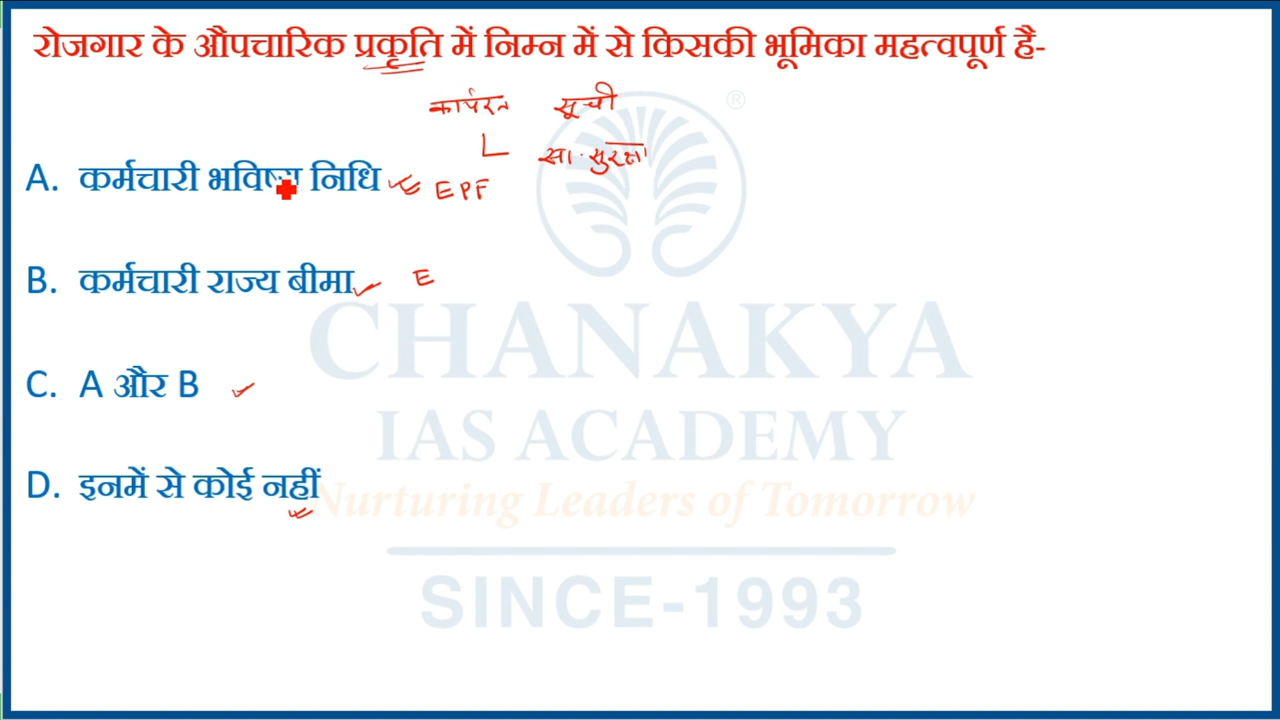 रोजगार के औपचारिक प्रकृति में निम्न में से किसकी भूमिका महत्वपूर्ण है-
कार्यरत सूची
सा. सुरक्षा
A. कर्मचारी भविष्य निधि EPF
B. कर्मचारी राज्य बीमा E
C. A और B
D. इनमें से कोई नहीं
®
CHANAKYA
IAS ACADEMY
Nurturing Leaders of Tomorrow
SINCE-1993